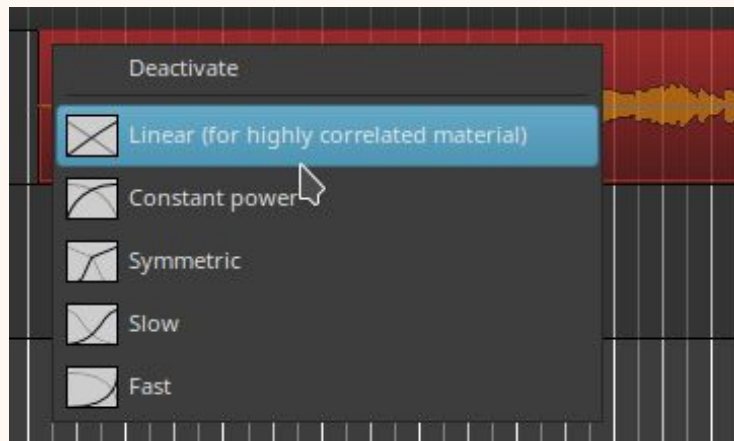 Deactivate
Linear (for highly correlated material)
Constant power
Symmetric
Slow
Fast